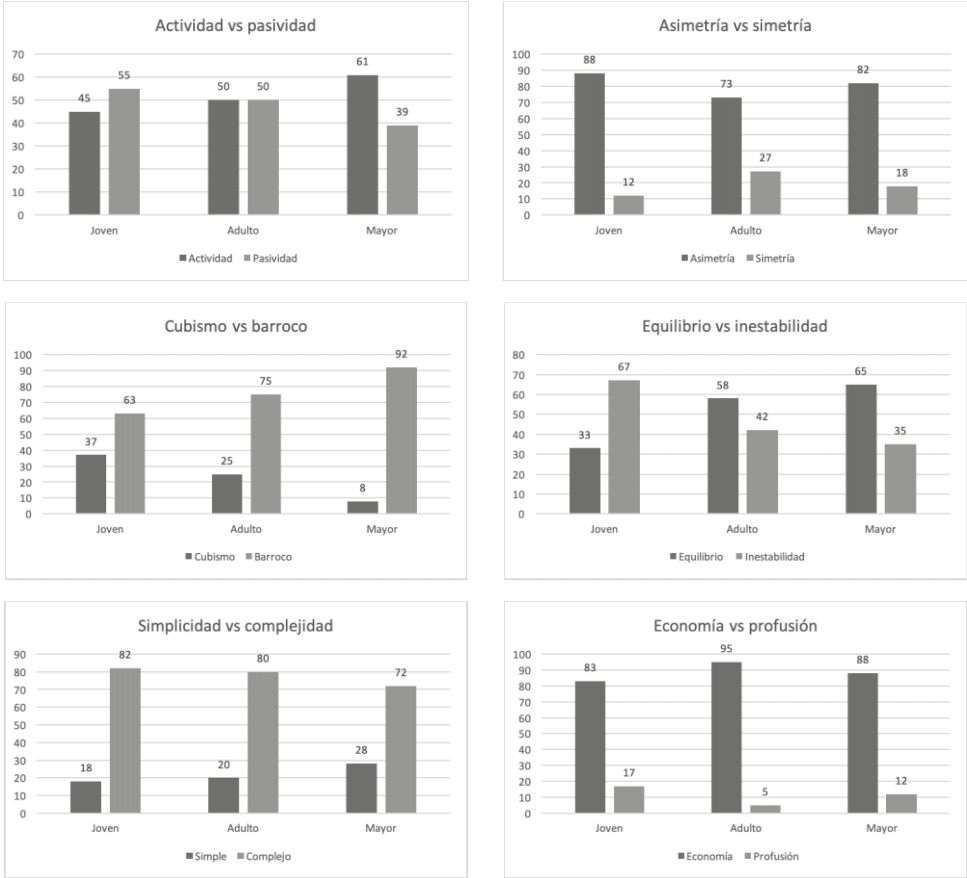 Actividad vs pasividad
70
60
50
40
30
20
10
0
45
55
50
50
61
39
Joven
Adulto
Mayor
Actividad
Pasividad
Asimetría vs simetría
100
90
80
70
60
50
40
30
20
10
0
88
12
73
27
82
18
Joven
Adulto
Mayor
Asimetría
Simetría
Cubismo vs barroco
100
90
80
70
60
50
40
30
20
10
0
37
63
25
75
8
92
Joven
Adulto
Mayor
Cubismo
Barroco
Equilibrio vs inestabilidad
80
70
60
50
40
30
20
10
0
33
67
58
42
65
35
Joven
Adulto
Mayor
Equilibrio
Inestabilidad
Simplicidad vs complejidad
90
80
70
60
50
40
30
20
10
0
18
82
20
80
28
72
Joven
Adulto
Mayor
Simple
Complejo
Economía vs profusión
100
90
80
70
60
50
40
30
20
10
0
83
17
95
5
88
12
Joven
Adulto
Mayor
Economía
Profusión